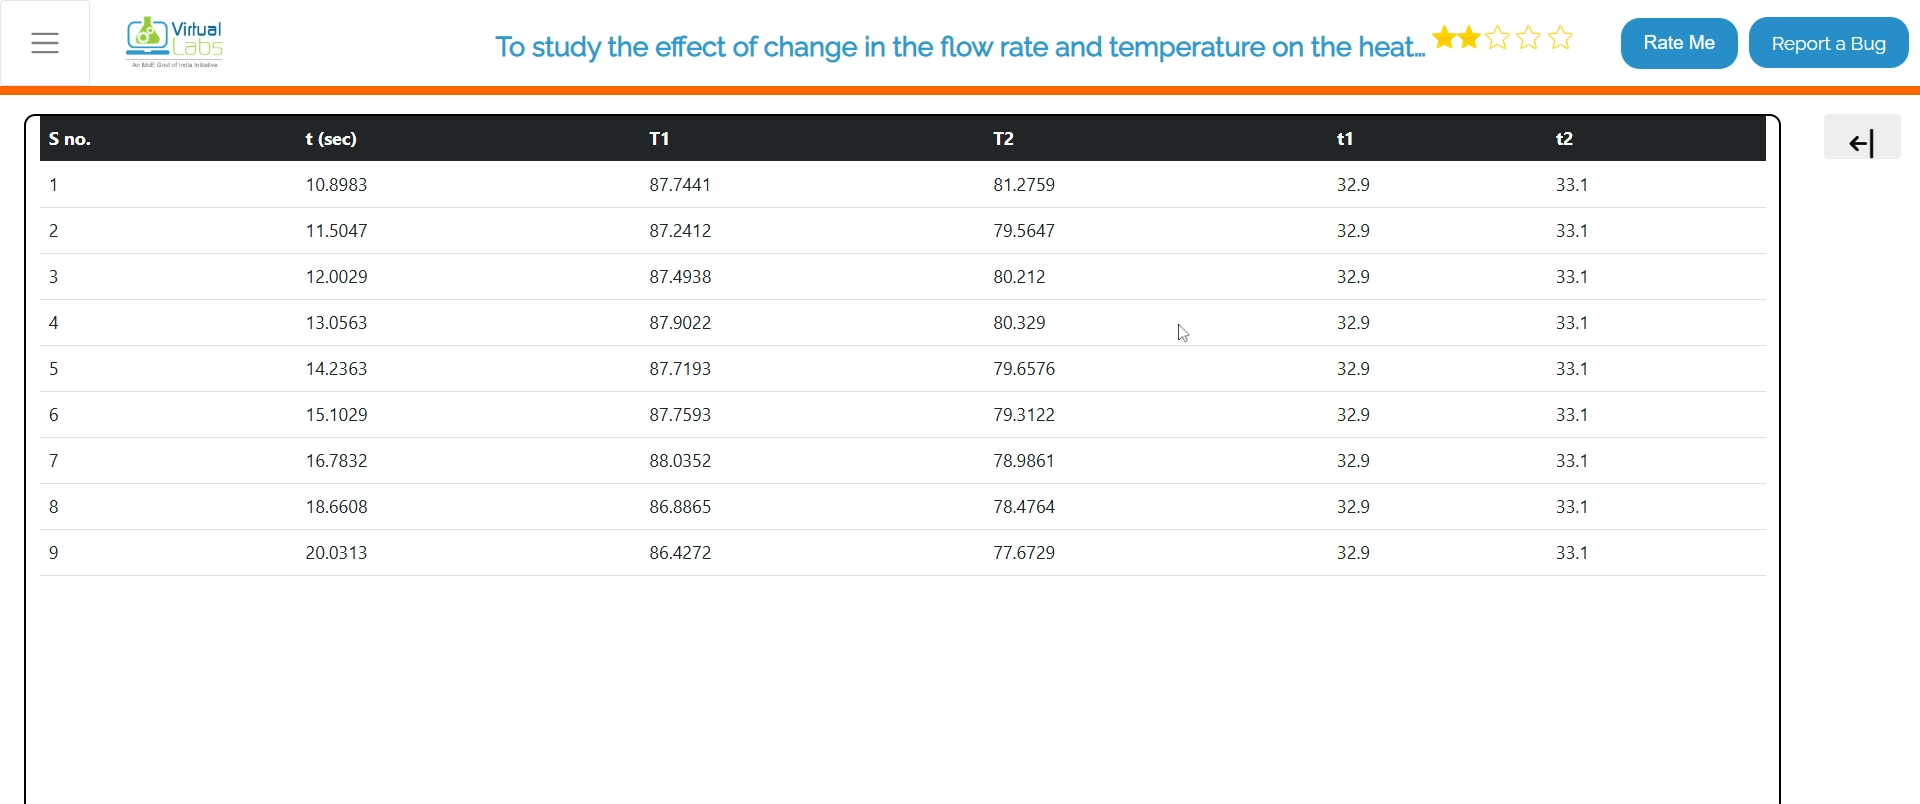 Virtual
Labs
An MoE Govt of India Initiative
To study the effect of change in the flow rate and temperature on the heat...
Rate Me
Report a Bug
S no. t (sec) T1 T2 t1 t2
1 10.8983 87.7441 81.2759 32.9 33.1
2 11.5047 87.2412 79.5647 32.9 33.1
3 12.0029 87.4938 80.212 32.9 33.1
4 13.0563 87.9022 80.329 32.9 33.1
5 14.2363 87.7193 79.6576 32.9 33.1
6 15.1029 87.7593 79.3122 32.9 33.1
7 16.7832 88.0352 78.9861 32.9 33.1
8 18.6608 86.8865 78.4764 32.9 33.1
9 20.0313 86.4272 77.6729 32.9 33.1